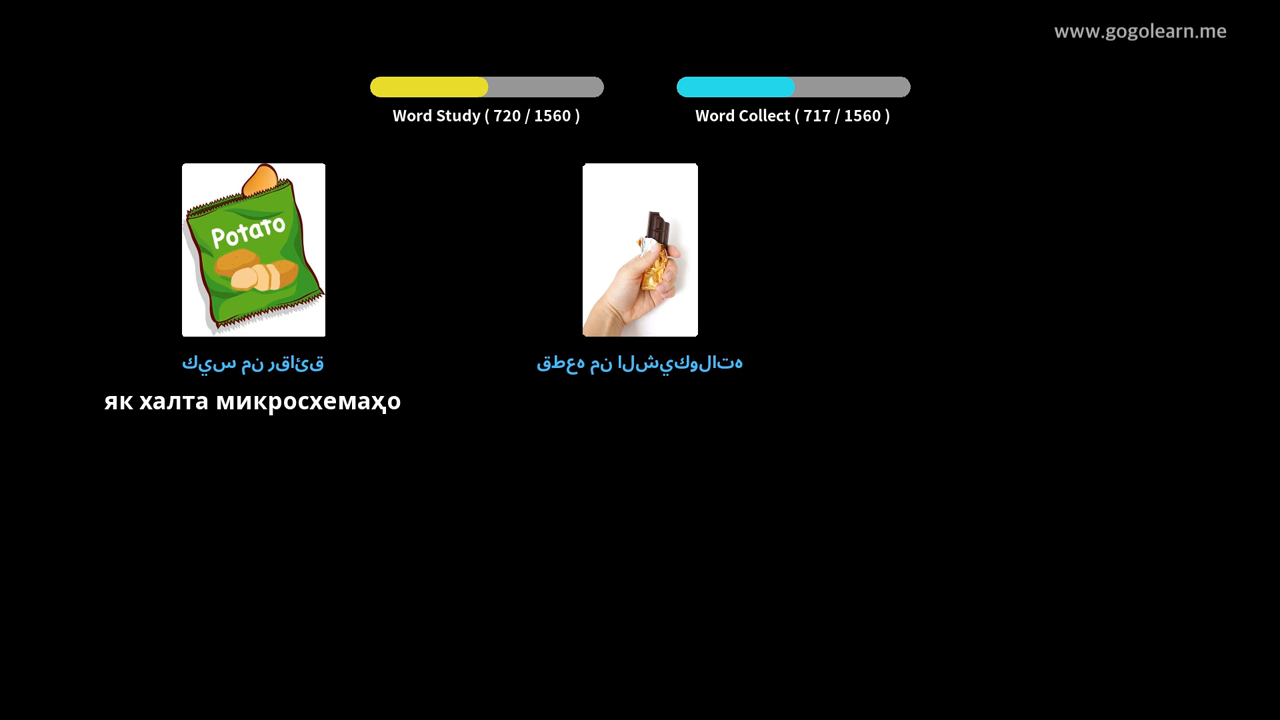 www.gogolearn.me
Word Study ( 720 / 1560 )
Word Collect ( 717 / 1560 )
كيس من رقائق
قطعه من الشيكولاته
як халта микросхемаҳо
Potato